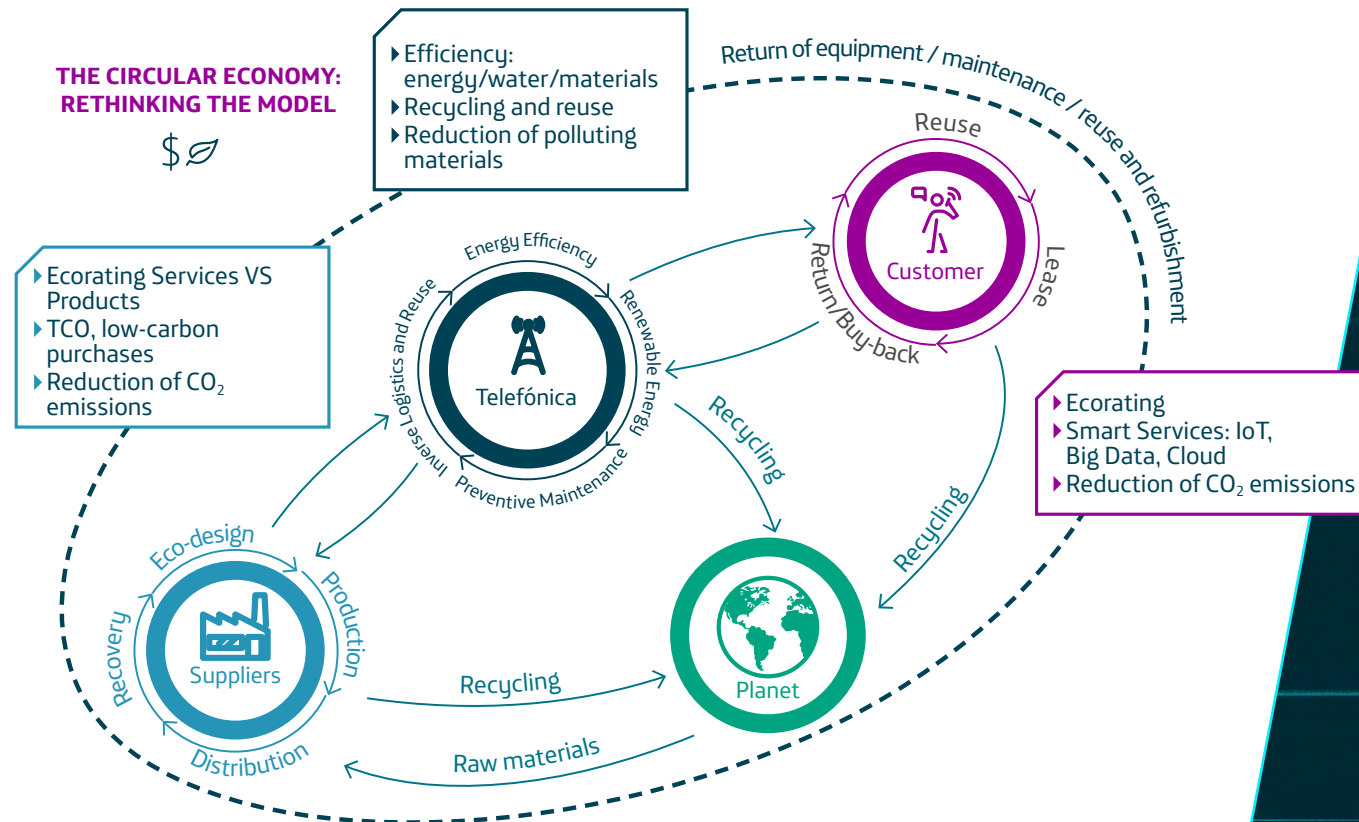 THE CIRCULAR ECONOMY:
RETHINKING THE MODEL
$
Efficiency:
energy/water/materials
Recycling and reuse
Reduction of polluting
materials
Return of equipment / maintenance / reuse and refurbishment
Ecorating Services VS
Products
TCO, low-carbon
purchases
Reduction of CO₂
emissions
Reuse
Lease
Return/Buy-back
Customer
Energy Efficiency
Renewable Energy
Preventive Maintenance
Inverse Logistics and Reuse
Telefónica
Ecorating
Smart Services: IoT,
Big Data, Cloud
Reduction of CO₂ emissions
Recycling
Recycling
Eco-design
Production
Distribution
Recovery
Suppliers
Recycling
Raw materials
Planet